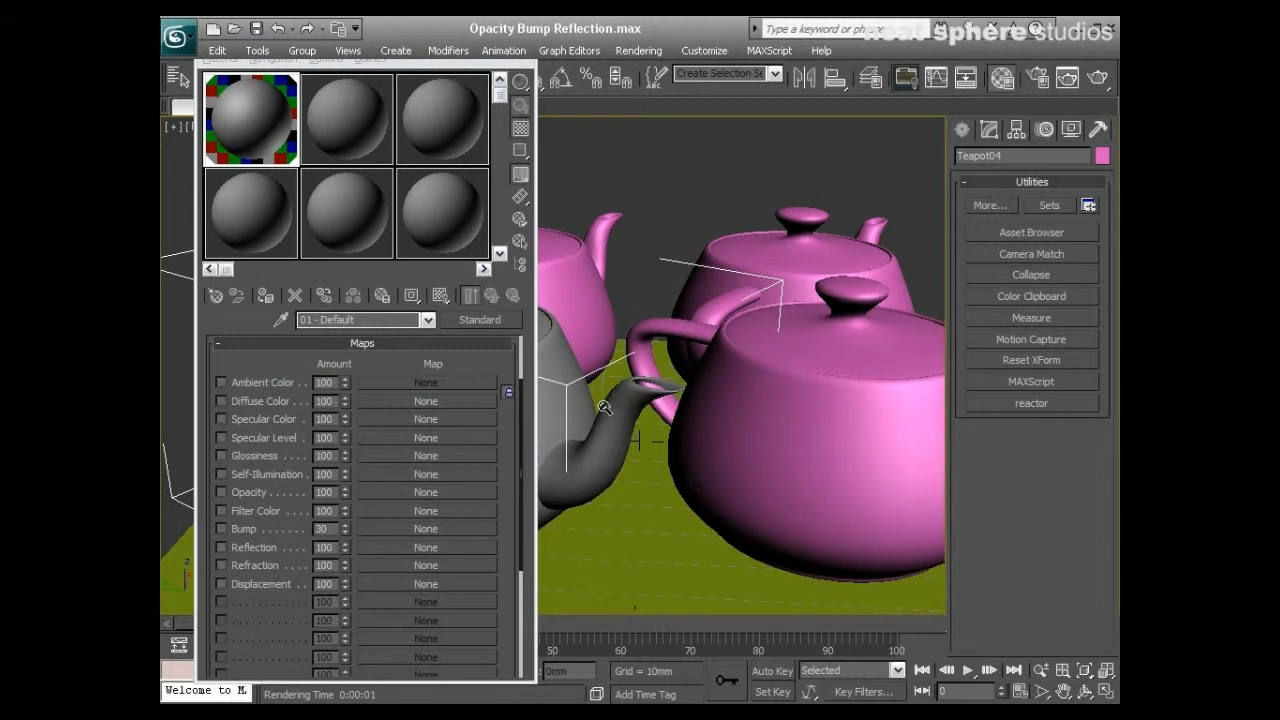 Opacity Bump Reflection.max
Type a keyword or phrase
sphere studios
Edit Tools Group Views Create Modifiers Animation Graph Editors Rendering Customize MAXScript Help
Create Selection Se
Teapot04
Utilities
More... Sets
Asset Browser
Camera Match
Collapse
Color Clipboard
Measure
Motion Capture
Reset XForm
MAXScript
reactor
01 - Default
Standard
Maps
Amount Map
Ambient Color . . 100 None
Diffuse Color . . . 100 None
Specular Color . 100 None
Specular Level . 100 None
Glossiness . . . . 100 None
Self-Illumination . 100 None
Opacity . . . . . . 100 None
Filter Color . . . . 100 None
Bump . . . . . . . 30 None
Reflection . . . . 100 None
Refraction . . . . 100 None
Displacement . . 100 None
100 None
100 None
100 None
100 None
50 60 70 80 90 100
0mm Grid = 10mm Auto Key Selected
Welcome to M
Rendering Time 0:00:01
Add Time Tag Set Key Key Filters... 0